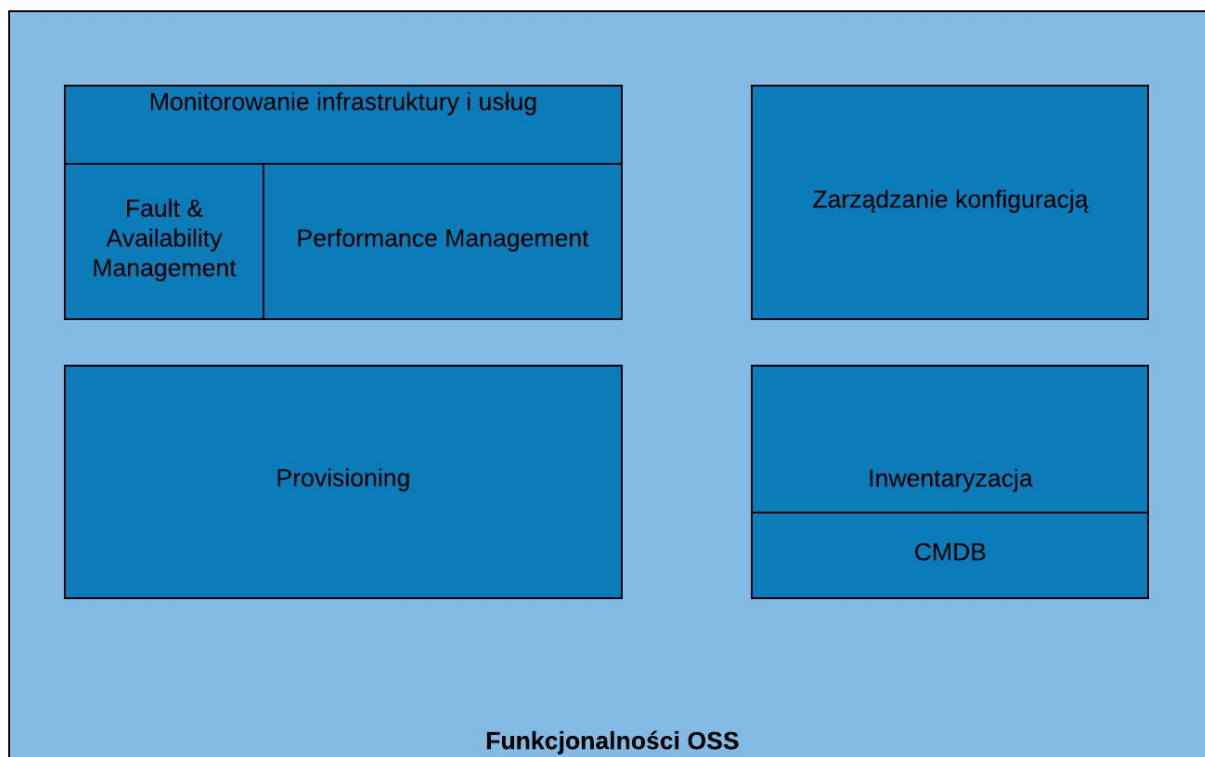 Monitorowanie infrastruktury i usług
Fault &
Availability
Management
Performance Management
Zarządzanie konfiguracją
Provisioning
Inwentaryzacja
CMDB
Funkcjonalności OSS